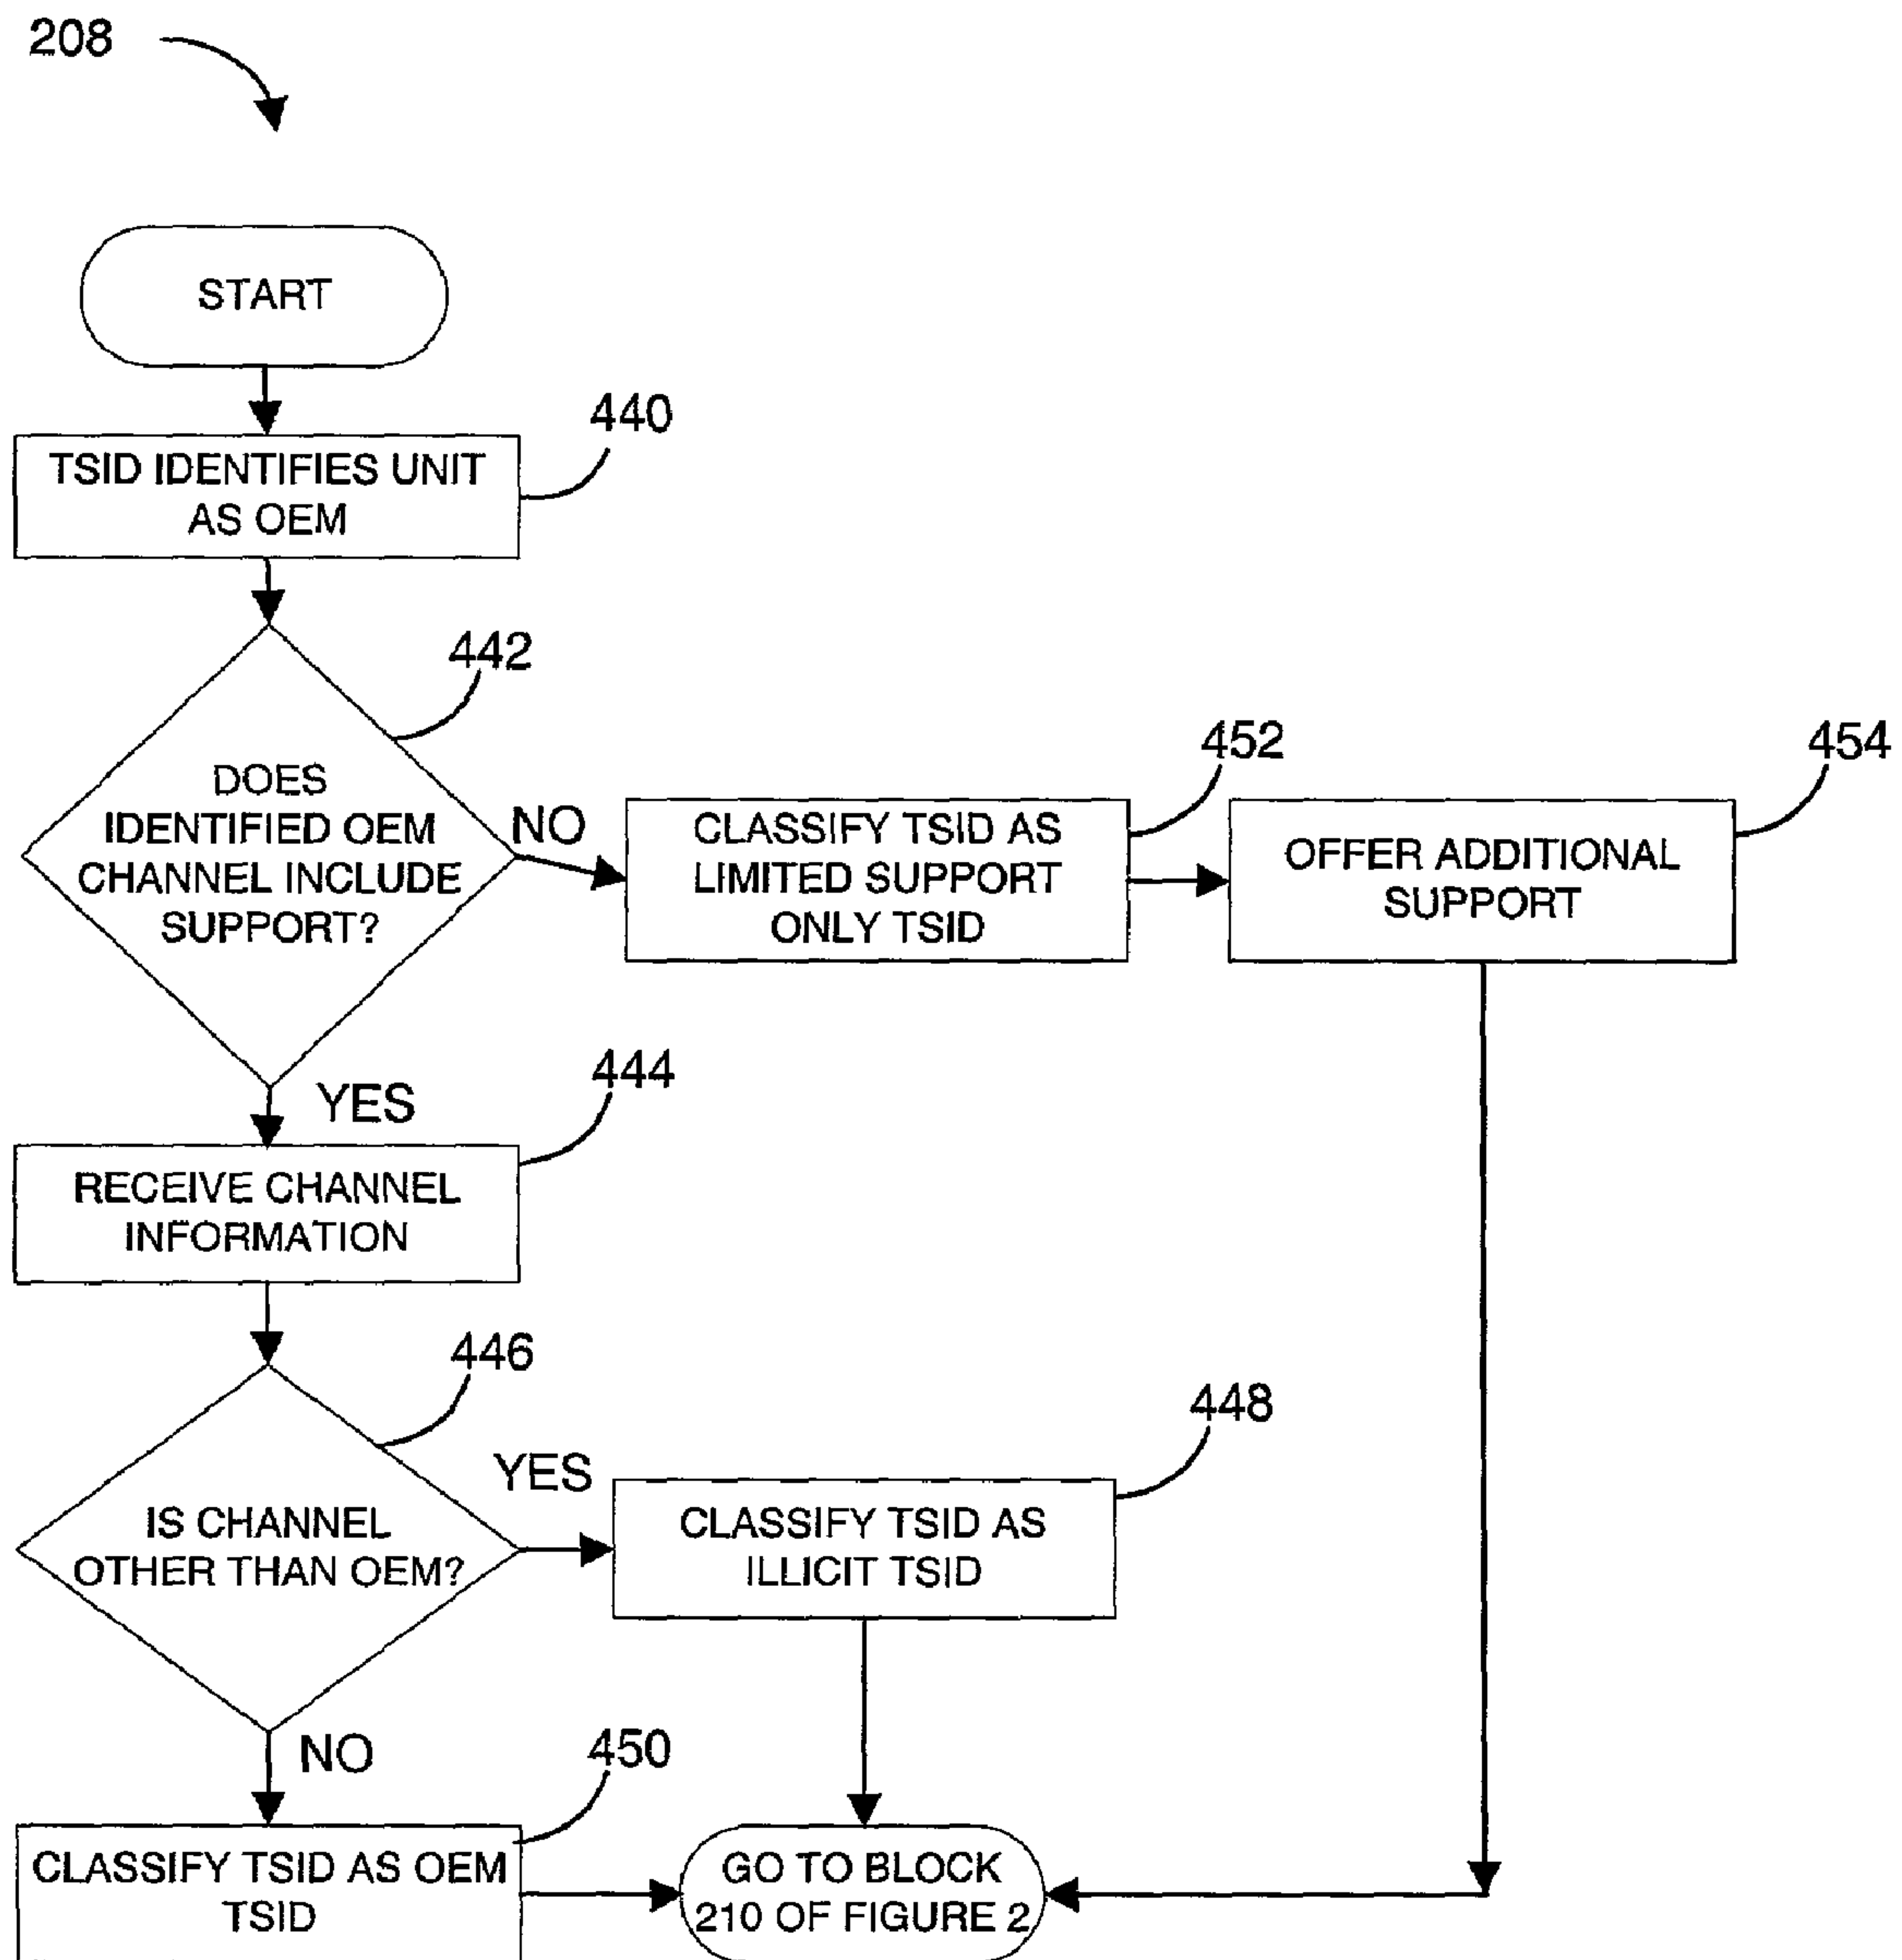 208
START
440
TSID IDENTIFIES UNIT
AS OEM
442
DOES
IDENTIFIED OEM
CHANNEL INCLUDE
SUPPORT?
NO
452
CLASSIFY TSID AS
LIMITED SUPPORT
ONLY TSID
454
OFFER ADDITIONAL
SUPPORT
YES
444
RECEIVE CHANNEL
INFORMATION
446
IS CHANNEL
OTHER THAN OEM?
YES
448
CLASSIFY TSID AS
ILLICIT TSID
NO
450
CLASSIFY TSID AS OEM
TSID
GO TO BLOCK
210 OF FIGURE 2